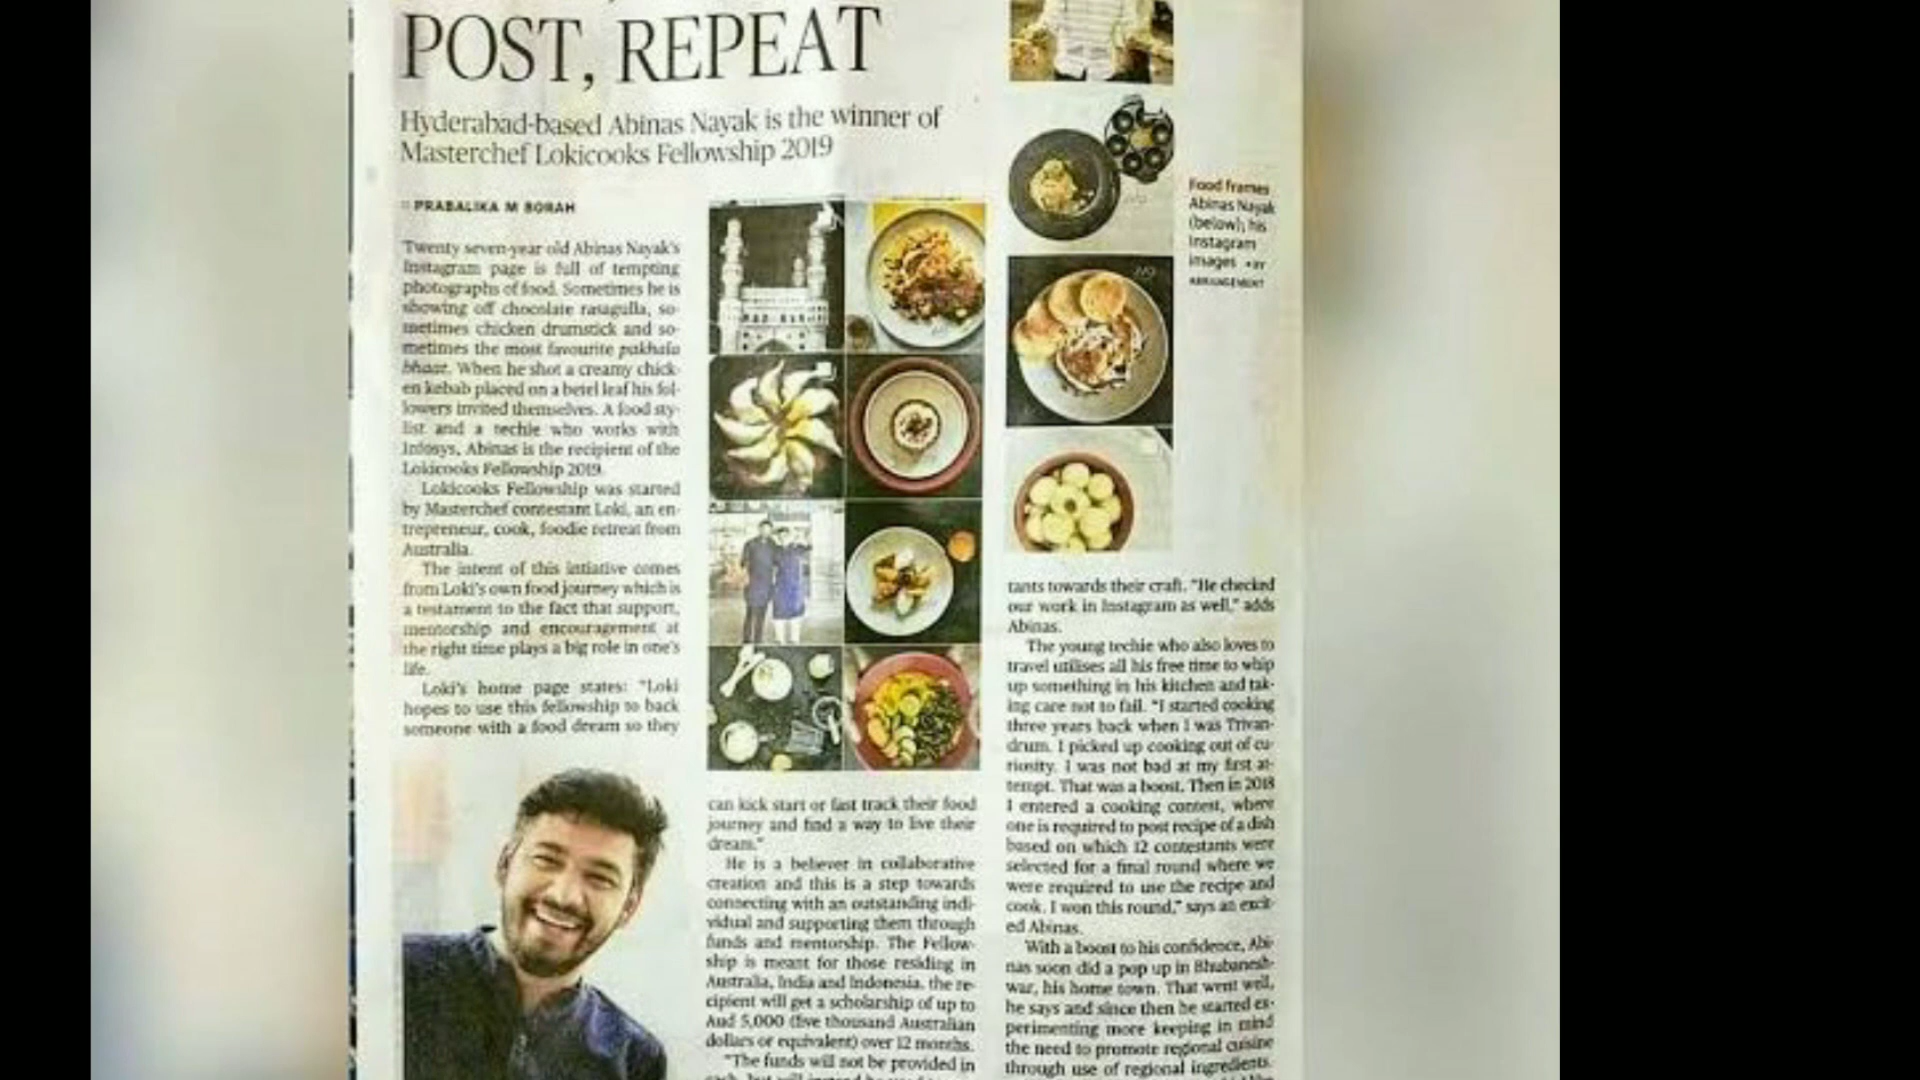 POST, REPEAT
Hyderabad-based Abinas Nayak is the winner of
Masterchef Lokicooks Fellowship 2019
PRABALIKA M BORAH
Twenty seven-year old Abinas Nayak's
Instagram page is full of tempting
photographs of food. Sometimes he is
showing off chocolate rasagulla, so-
metimes chicken drumstick and so-
metimes the most favourite pakhala
bhaat. When he shot a creamy chick-
en kebab placed on a betel leaf his fol-
lowers invited themselves. A food sty-
list and a techie who works with
Infosys, Abinas is the recipient of the
Lokicooks Fellowship 2019.
Lokicooks Fellowship was started
by Masterchef contestant Loki, an en-
trepreneur, cook, foodie retreat from
Australia.
The intent of this intiative comes
from Loki's own food journey which is
a testament to the fact that support,
mentorship and encouragement at
the right time plays a big role in one's
life.
Loki's home page states: "Loki
hopes to use this fellowship to back
someone with a food dream so they
can kick start or fast track their food
journey and find a way to live their
dream."
He is a believer in collaborative
creation and this is a step towards
connecting with an outstanding indi-
vidual and supporting them through
funds and mentorship. The Fellow-
ship is meant for those residing in
Australia, India and Indonesia. the re-
cipient will get a scholarship of up to
Aud 5,000 (five thousand Australian
dollars or equivalent) over 12 months.
"The funds will not be provided in
cash, but will instead be
Food frames
Abinas Nayak
(below); his
Instagram
images • BY
ARRANGEMENT
tants towards their craft. "He checked
our work in Instagram as well," adds
Abinas.
The young techie who also loves to
travel utilises all his free time to whip
up something in his kitchen and tak-
ing care not to fail. "I started cooking
three years back when I was Trivan-
drum. I picked up cooking out of cu-
riosity. I was not bad at my first at-
tempt. That was a boost. Then in 2018
I entered a cooking contest, where
one is required to post recipe of a dish
based on which 12 contestants were
selected for a final round where we
were required to use the recipe and
cook. I won this round," says an excit-
ed Abinas.
With a boost to his confidence, Abi-
nas soon did a pop up in Bhubanesh-
war, his home town. That went well,
he says and since then he started ex-
perimenting more keeping in mind
the need to promote regional cuisine
through use of regional ingredients.